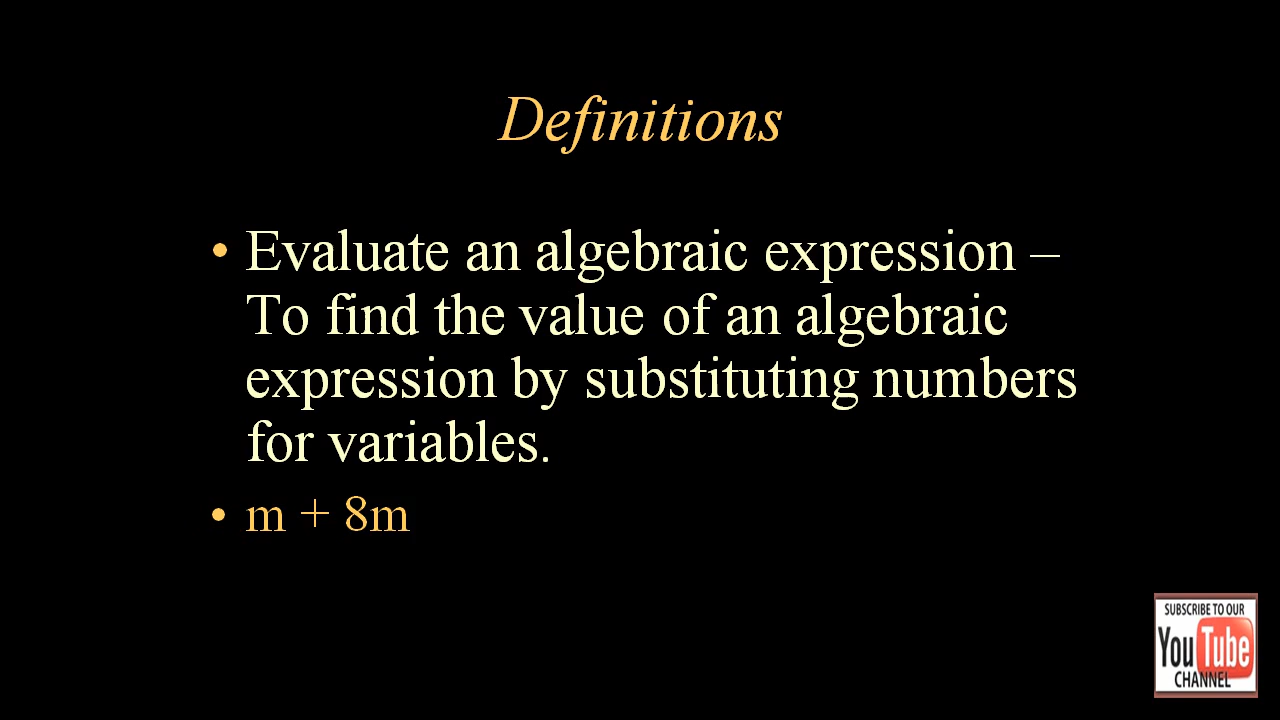 Definitions
• Evaluate an algebraic expression –
To find the value of an algebraic
expression by substituting numbers
for variables.
• m + 8m
SUBSCRIBE TO OUR
YouTube
CHANNEL